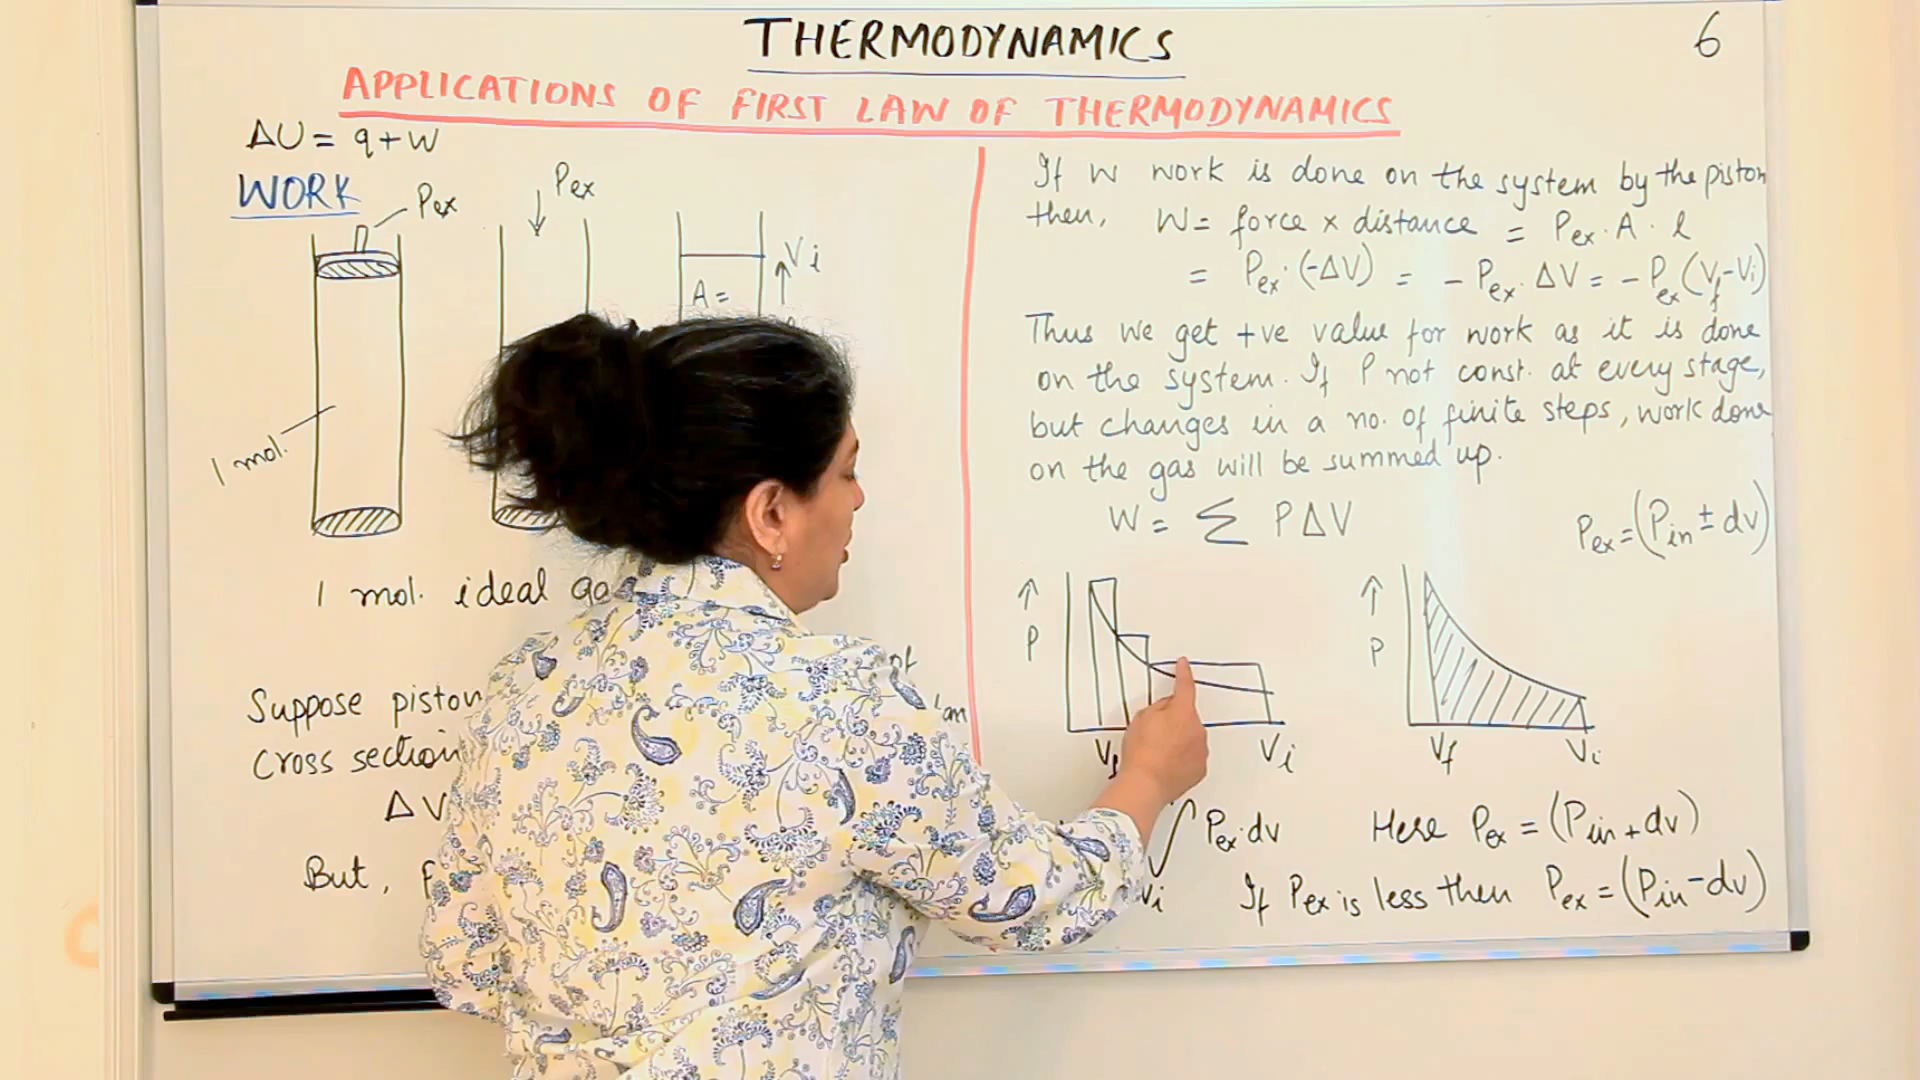 THERMODYNAMICS
6
APPLICATIONS OF FIRST LAW OF THERMODYNAMICS
ΔU = q + w
WORK
Pex
Pex
Vi
A =
1 mol.
1 mol. ideal
Suppose piston
of
Cross section
ΔV
But,
If W work is done on the system by the piston
then, W = force × distance = Pex · A · l
= Pex · (-ΔV) = - Pex · ΔV = - Pex (Vf - Vi)
Thus we get +ve value for work as it is done
on the system. If P not const. at every stage,
but changes in a no. of finite steps, work done
on the gas will be summed up.
W = Σ PΔV
Pex = (Pin ± dv)
↑ P
Vi
↑ P
Vf
Vi
∫ Pex · dv
Vi
Here Pex = (Pin + dv)
If Pex is less then Pex = (Pin - dv)